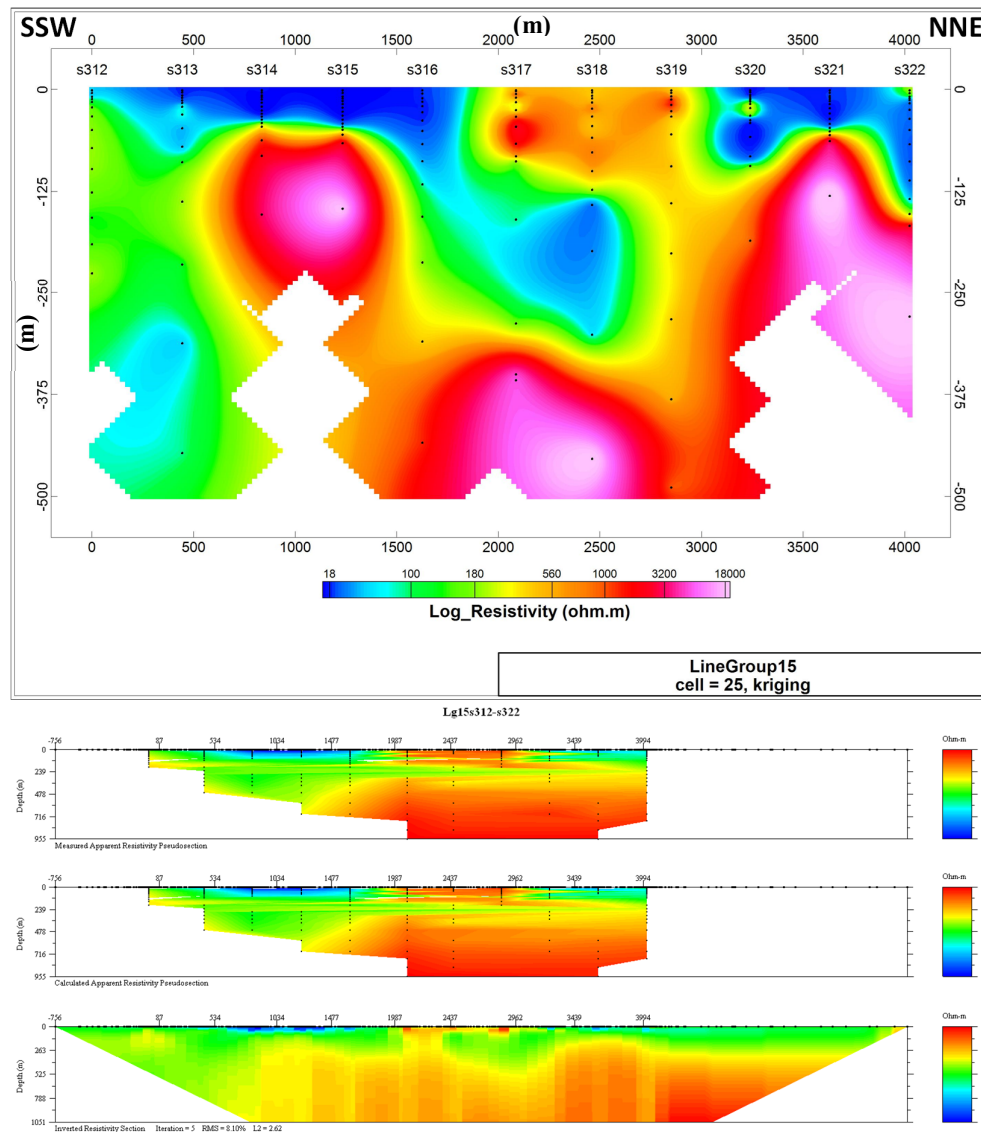 SSW (m) NNE
0 500 1000 1500 2000 2500 3000 3500 4000
s312 s313 s314 s315 s316 s317 s318 s319 s320 s321 s322
0 0
-125 -125
-250 -250
(m)
-375 -375
-500 -500
0 500 1000 1500 2000 2500 3000 3500 4000
18 100 180 560 1000 3200 18000
Log_Resistivity (ohm.m)
LineGroup15
cell = 25, kriging
Lg15s312-s322
-756 87 534 1034 1477 1987 2437 2962 3439 3994 Ohm-m
0
239
478
716
955
Depth (m)
Measured Apparent Resistivity Pseudosection
-756 87 534 1034 1477 1987 2437 2962 3439 3994 Ohm-m
0
239
478
716
955
Depth (m)
Calculated Apparent Resistivity Pseudosection
-756 87 534 1034 1477 1987 2437 2962 3439 3994 Ohm-m
0
263
525
788
1051
Depth (m)
Inverted Resistivity Section Iteration = 5 RMS = 8.10% L2 = 2.62